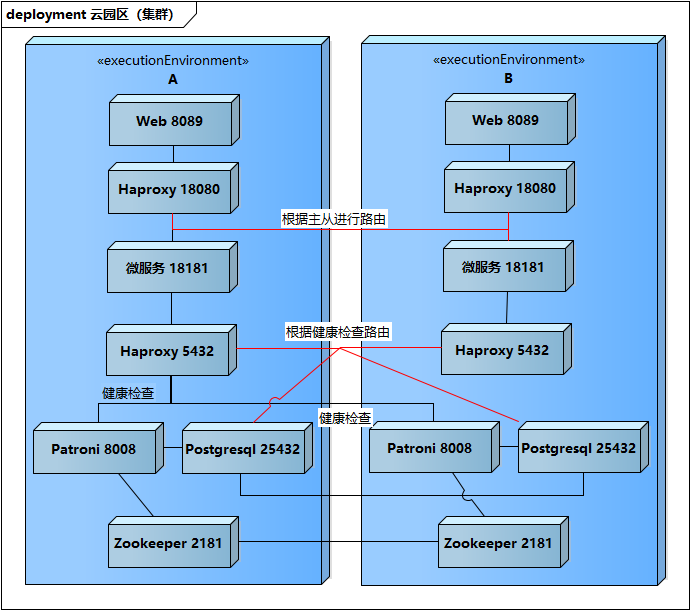 deployment 云园区（集群）
«executionEnvironment»
A
Web 8089
Haproxy 18080
微服务 18181
Haproxy 5432
健康检查
Patroni 8008
Postgresql 25432
Zookeeper 2181
根据主从进行路由
根据健康检查路由
健康检查
«executionEnvironment»
B
Web 8089
Haproxy 18080
微服务 18181
Haproxy 5432
Patroni 8008
Postgresql 25432
Zookeeper 2181